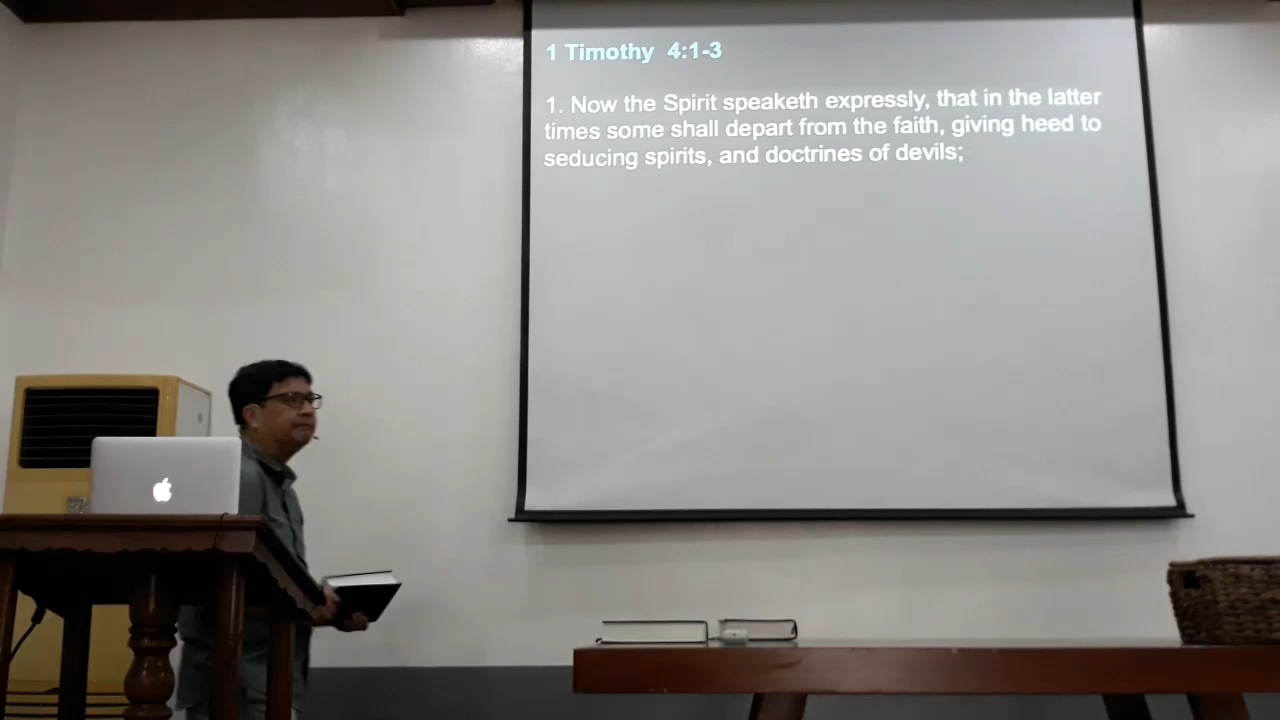 1 Timothy 4:1-3
1. Now the Spirit speaketh expressly, that in the latter
times some shall depart from the faith, giving heed to
seducing spirits, and doctrines of devils;